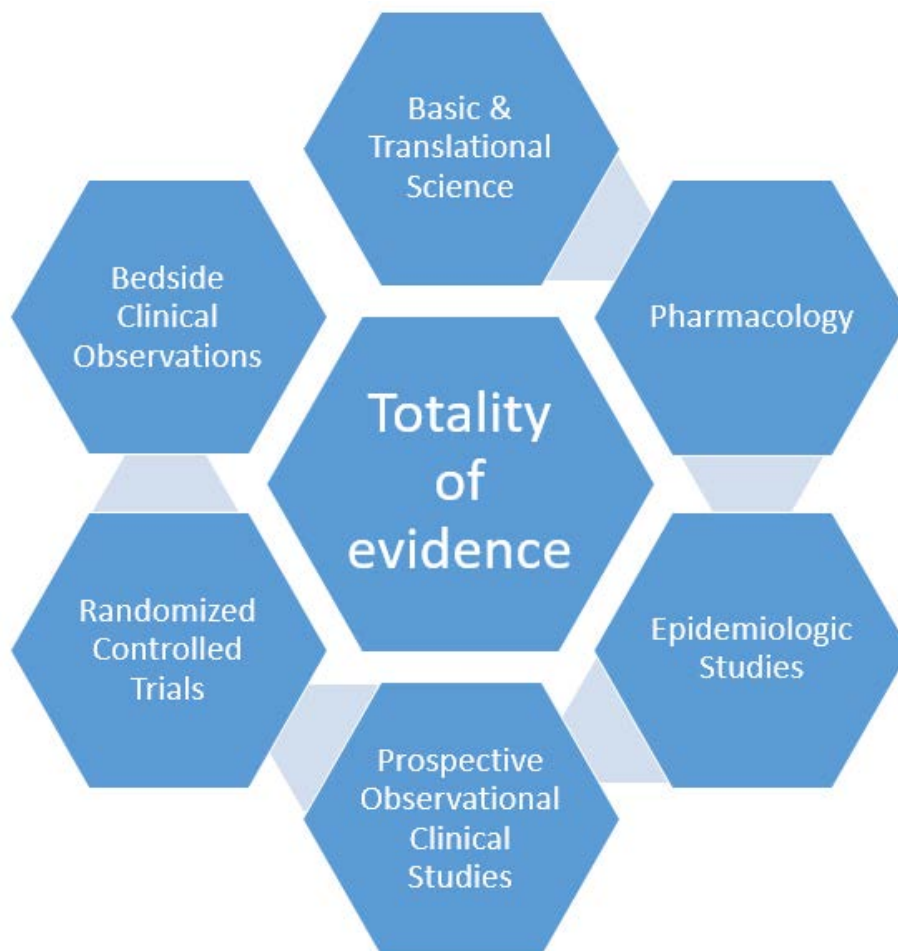 Basic &
Translational
Science
Bedside
Clinical
Observations
Pharmacology
Totality
of
evidence
Randomized
Controlled
Trials
Epidemiologic
Studies
Prospective
Observational
Clinical
Studies